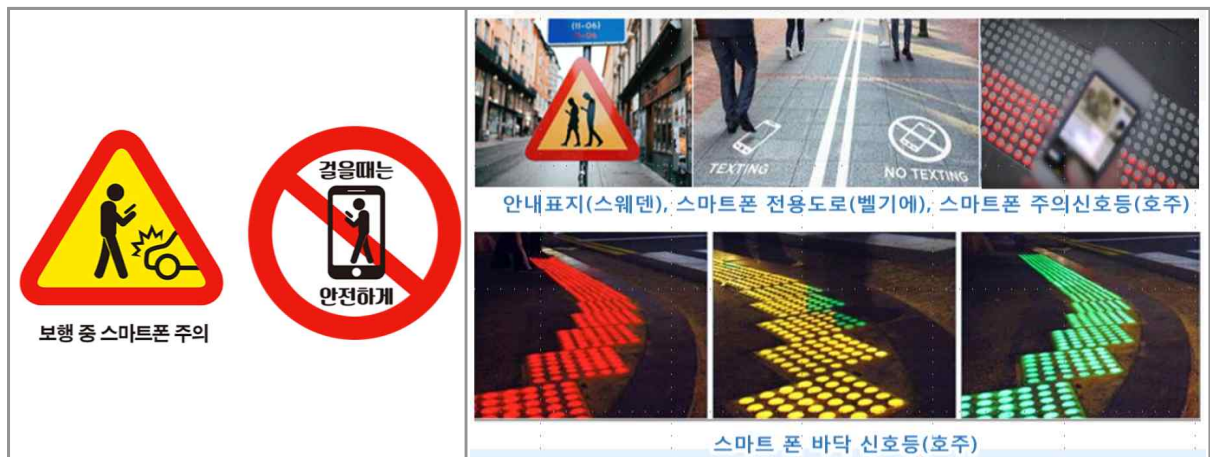 걸을때는
안전하게
보행 중 스마트폰 주의
(11-06)
TEXTING
NO TEXTING
안내표지(스웨덴), 스마트폰 전용도로(벨기에), 스마트폰 주의신호등(호주)
스마트 폰 바닥 신호등(호주)